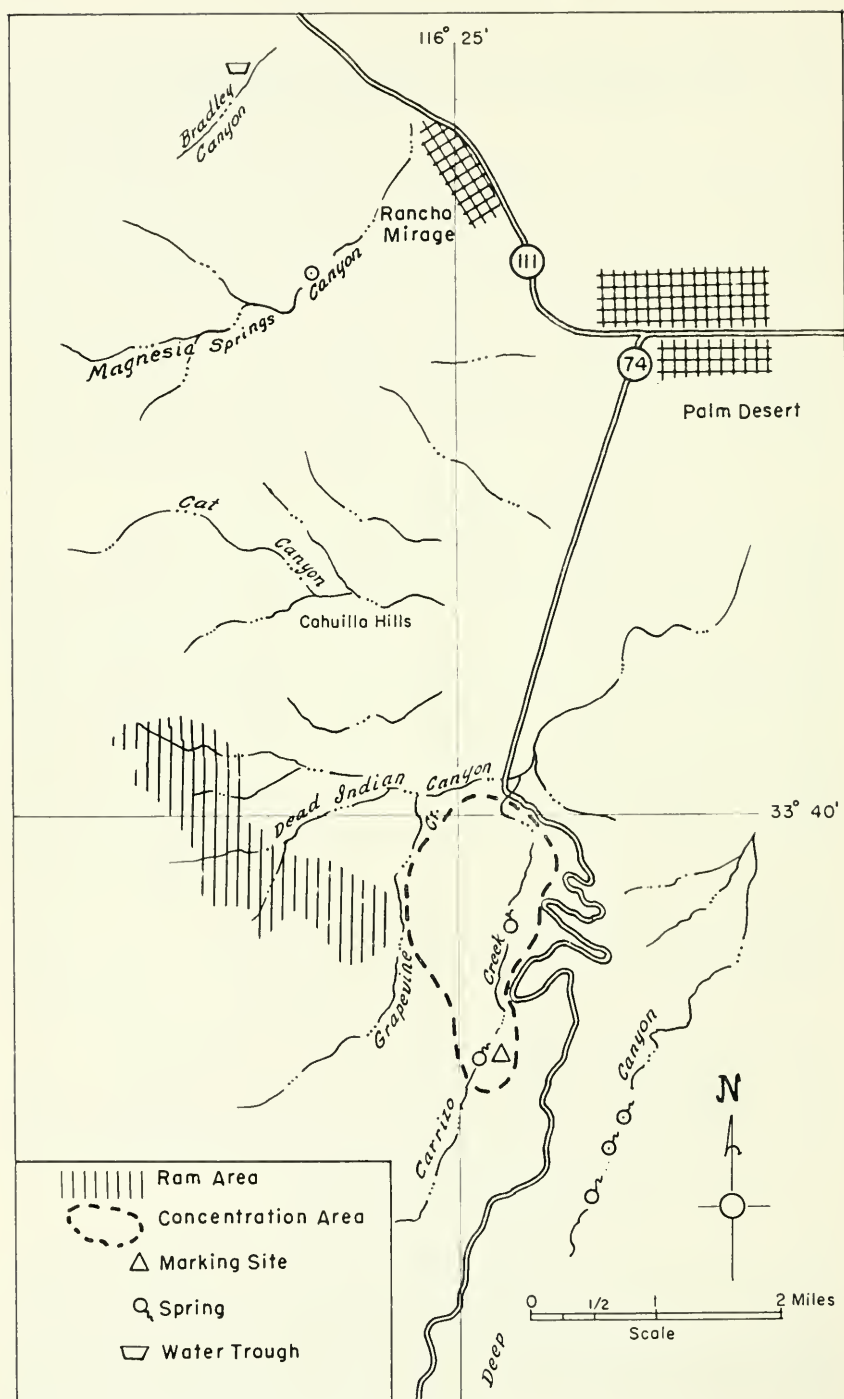 116° 25'
Bradley
Canyon
Rancho
Mirage
111
Magnesia Springs Canyon
74
Palm Desert
Cat Canyon
Cahuilla Hills
Dead Indian Canyon
33° 40'
Grapevine Cr.
Carrizo Creek
Deep Canyon
N
Ram Area
Concentration Area
Marking Site
Spring
Water Trough
0 1/2 1 2 Miles
Scale